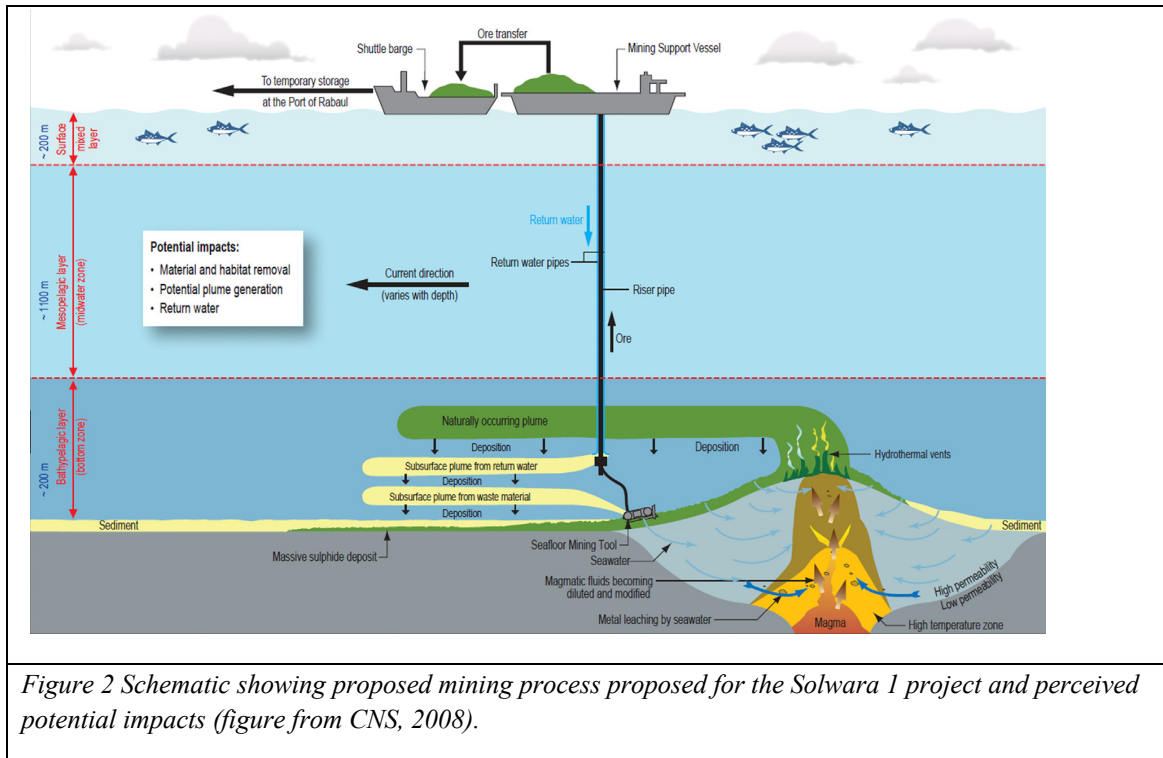 Ore transfer
Shuttle barge
Mining Support Vessel
To temporary storage
at the Port of Rabaul
~ 200 m
Surface
mixed
layer
~ 1100 m
Mesopelagic layer
(midwater zone)
~ 200 m
Bathypelagic layer
(bottom zone)
Potential impacts:
• Material and habitat removal
• Potential plume generation
• Return water
Current direction
(varies with depth)
Return water
Return water pipes
Riser pipe
Ore
Naturally occurring plume
Deposition
Deposition
Hydrothermal vents
Subsurface plume from return water
Deposition
Subsurface plume from waste material
Deposition
Sediment
Sediment
Massive sulphide deposit
Seafloor Mining Tool
Seawater
Magmatic fluids becoming
diluted and modified
Metal leaching by seawater
Magma
High temperature zone
High permeability
Low permeability
Figure 2 Schematic showing proposed mining process proposed for the Solwara 1 project and perceived
potential impacts (figure from CNS, 2008).